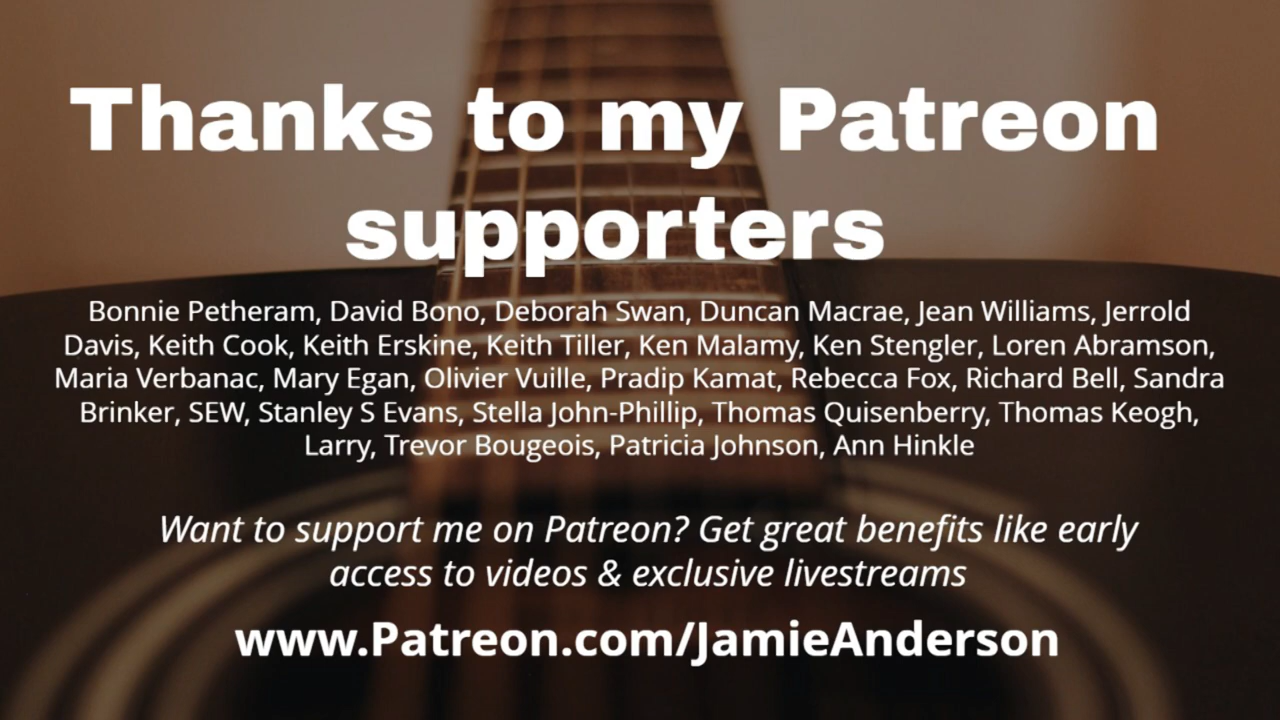 Thanks to my Patreon
supporters
Bonnie Petheram, David Bono, Deborah Swan, Duncan Macrae, Jean Williams, Jerrold
Davis, Keith Cook, Keith Erskine, Keith Tiller, Ken Malamy, Ken Stengler, Loren Abramson,
Maria Verbanac, Mary Egan, Olivier Vuille, Pradip Kamat, Rebecca Fox, Richard Bell, Sandra
Brinker, SEW, Stanley S Evans, Stella John-Phillip, Thomas Quisenberry, Thomas Keogh,
Larry, Trevor Bougeois, Patricia Johnson, Ann Hinkle
Want to support me on Patreon? Get great benefits like early
access to videos & exclusive livestreams
www.Patreon.com/JamieAnderson